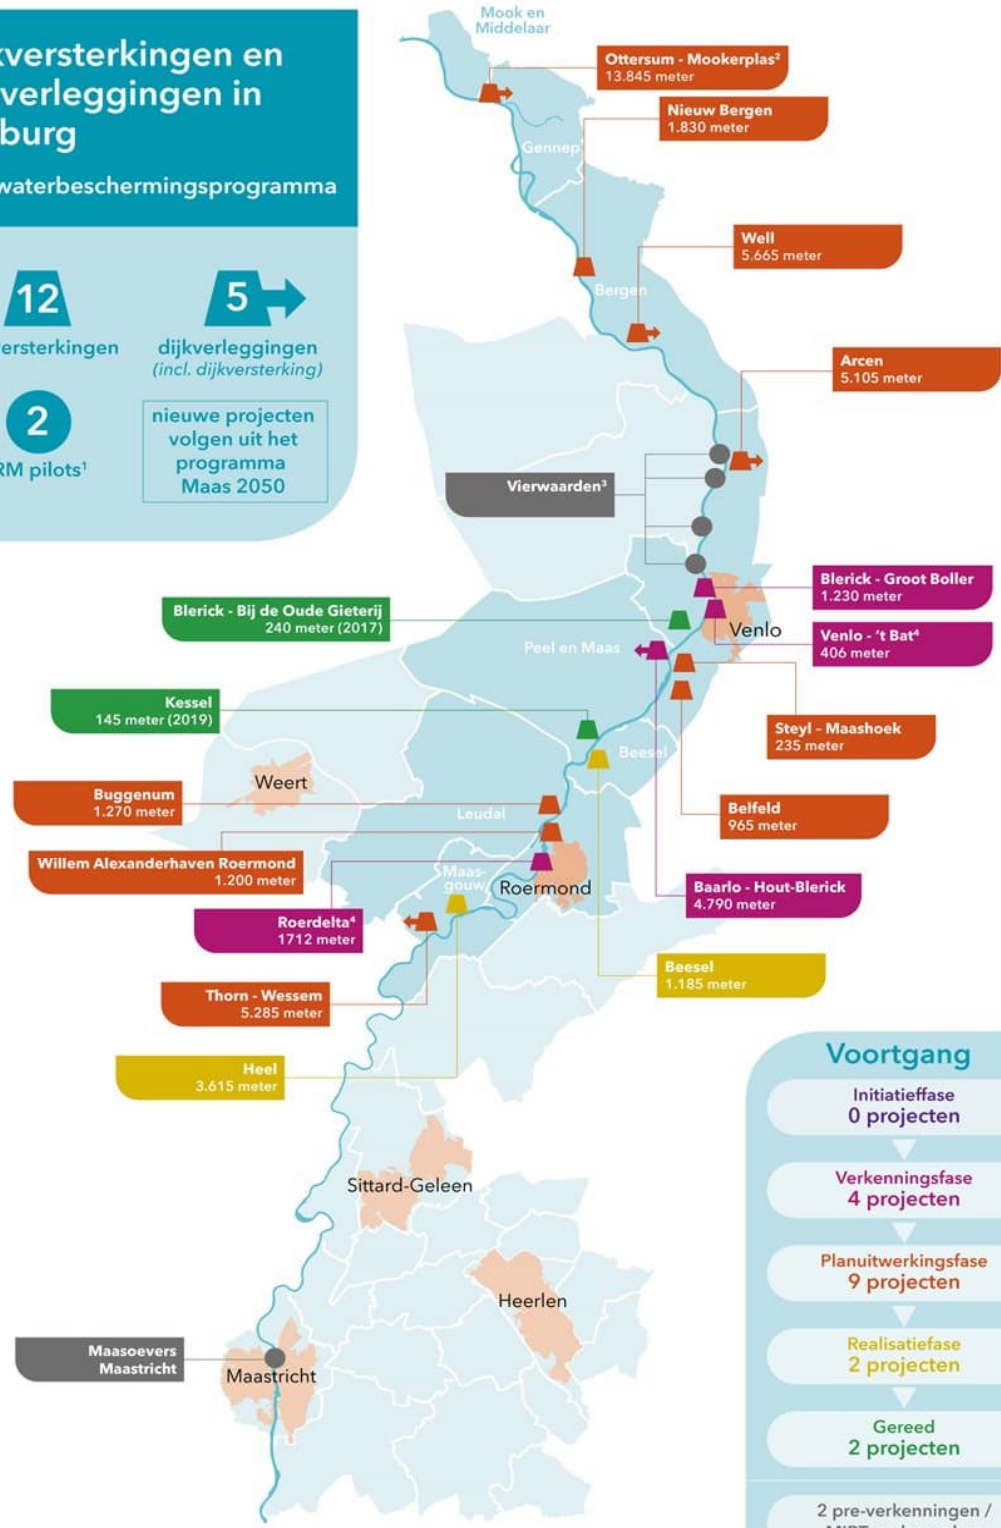 kversterkingen en
verleggingen in
burg
waterbeschermingsprogramma
12
ersterkingen
5
dijkverleggingen
(incl. dijkversterking)
2
RM pilots¹
nieuwe projecten
volgen uit het
programma
Maas 2050
Mook en
Middelaar
Ottersum - Mookerplas²
13.845 meter
Nieuw Bergen
1.830 meter
Gennep
Well
5.665 meter
Bergen
Arcen
5.105 meter
Vierwaarden³
Blerick - Groot Boller
1.230 meter
Blerick - Bij de Oude Gieterij
240 meter (2017)
Venlo
Venlo - ‘t Bat⁴
406 meter
Peel en Maas
Kessel
145 meter (2019)
Steyl - Maashoek
235 meter
Beesel
Weert
Buggenum
1.270 meter
Leudal
Belfeld
965 meter
Willem Alexanderhaven Roermond
1.200 meter
Maas-
gouw
Roermond
Baarlo - Hout-Blerick
4.790 meter
Roerdelta⁴
1712 meter
Beesel
1.185 meter
Thorn - Wessem
5.285 meter
Heel
3.615 meter
Sittard-Geleen
Heerlen
Maasoevers
Maastricht
Maastricht
Voortgang
Initiatieffase
0 projecten
Verkenningsfase
4 projecten
Planuitwerkingsfase
9 projecten
Realisatiefase
2 projecten
Gereed
2 projecten
2 pre-verkenningen /